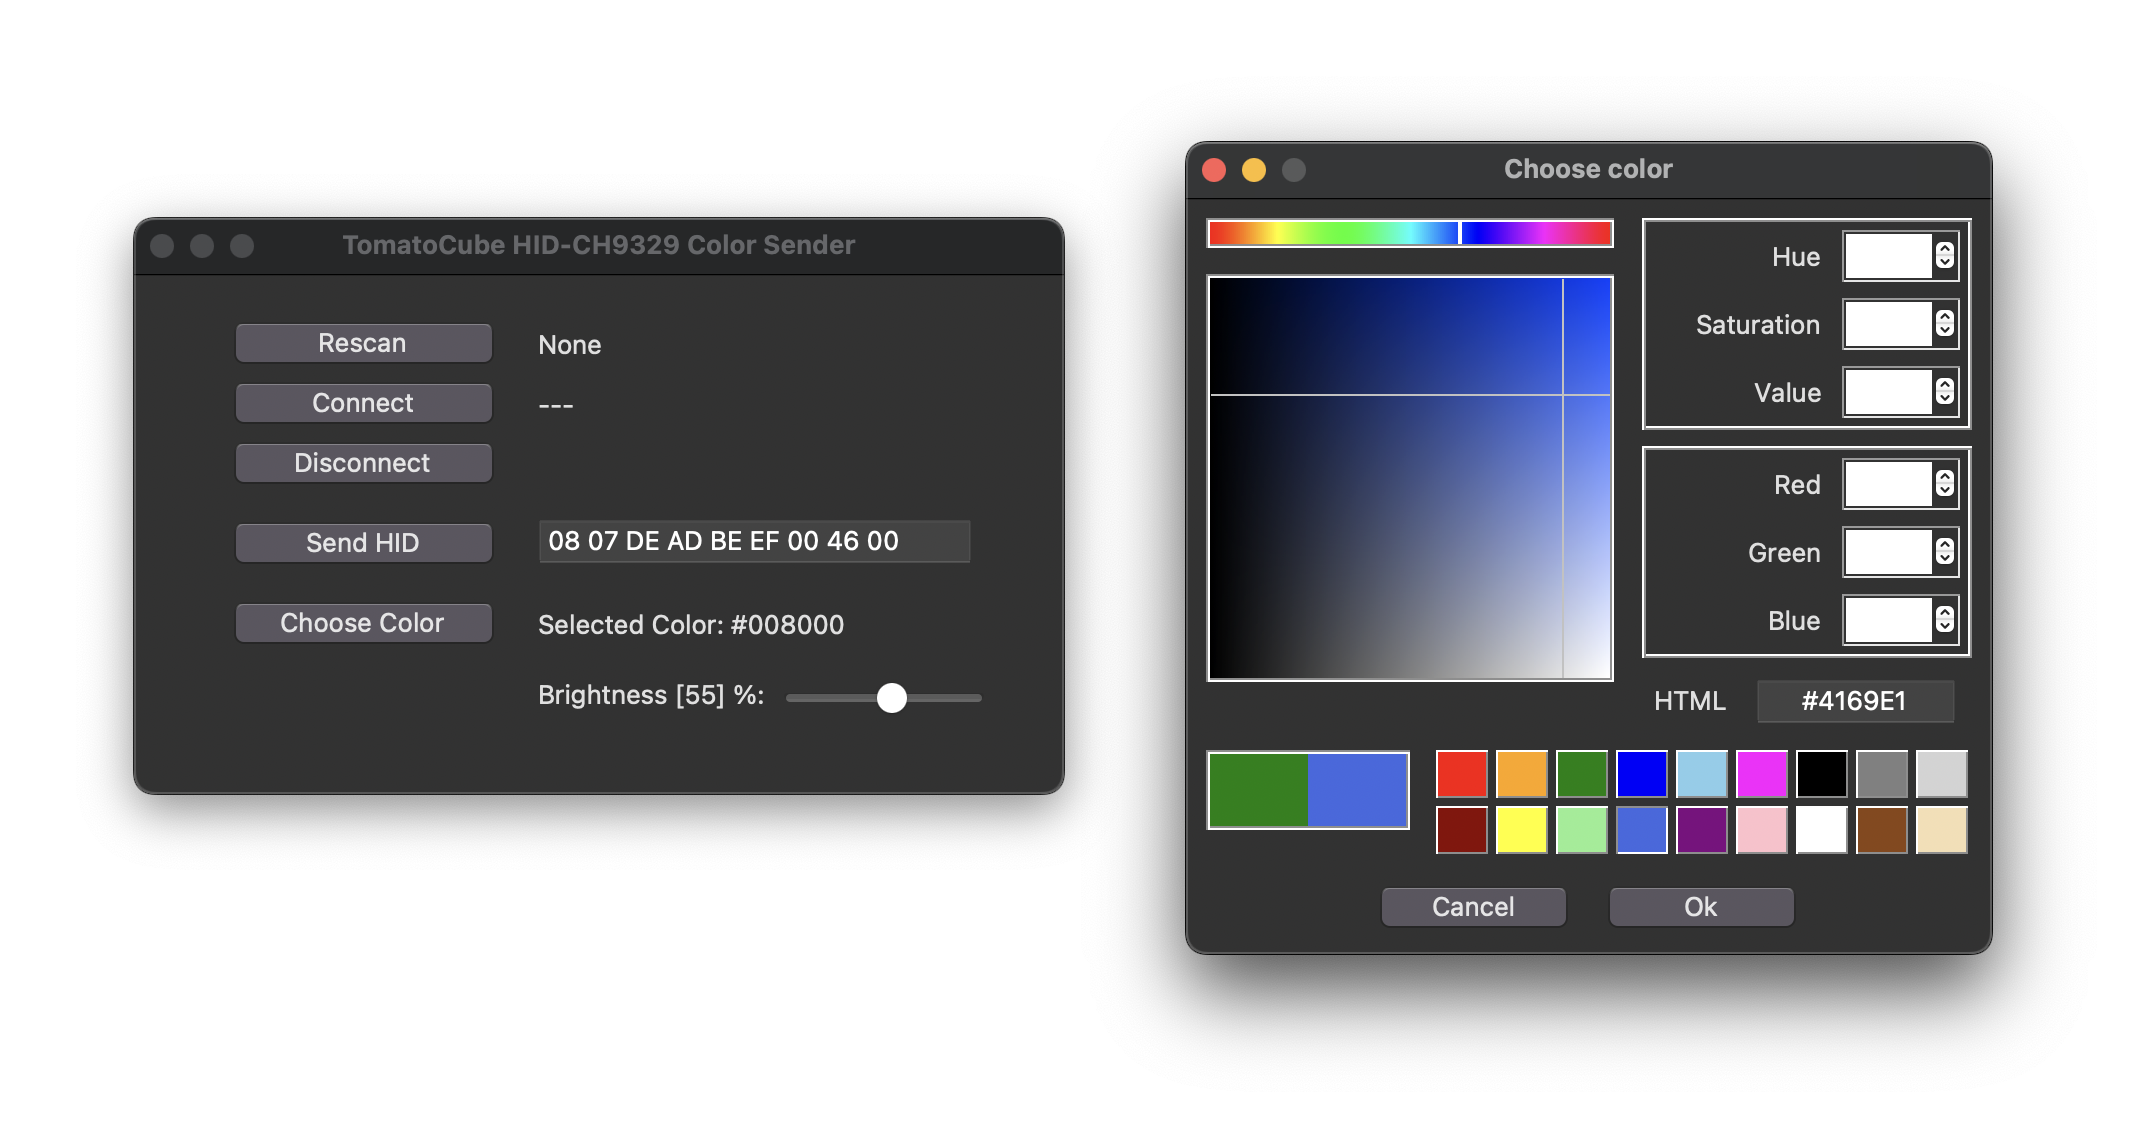 TomatoCube HID-CH9329 Color Sender
Rescan
None
Connect
---
Disconnect
Send HID
08 07 DE AD BE EF 00 46 00
Choose Color
Selected Color: #008000
Brightness [55] %:
Choose color
Hue
Saturation
Value
Red
Green
Blue
HTML
#4169E1
Cancel
Ok